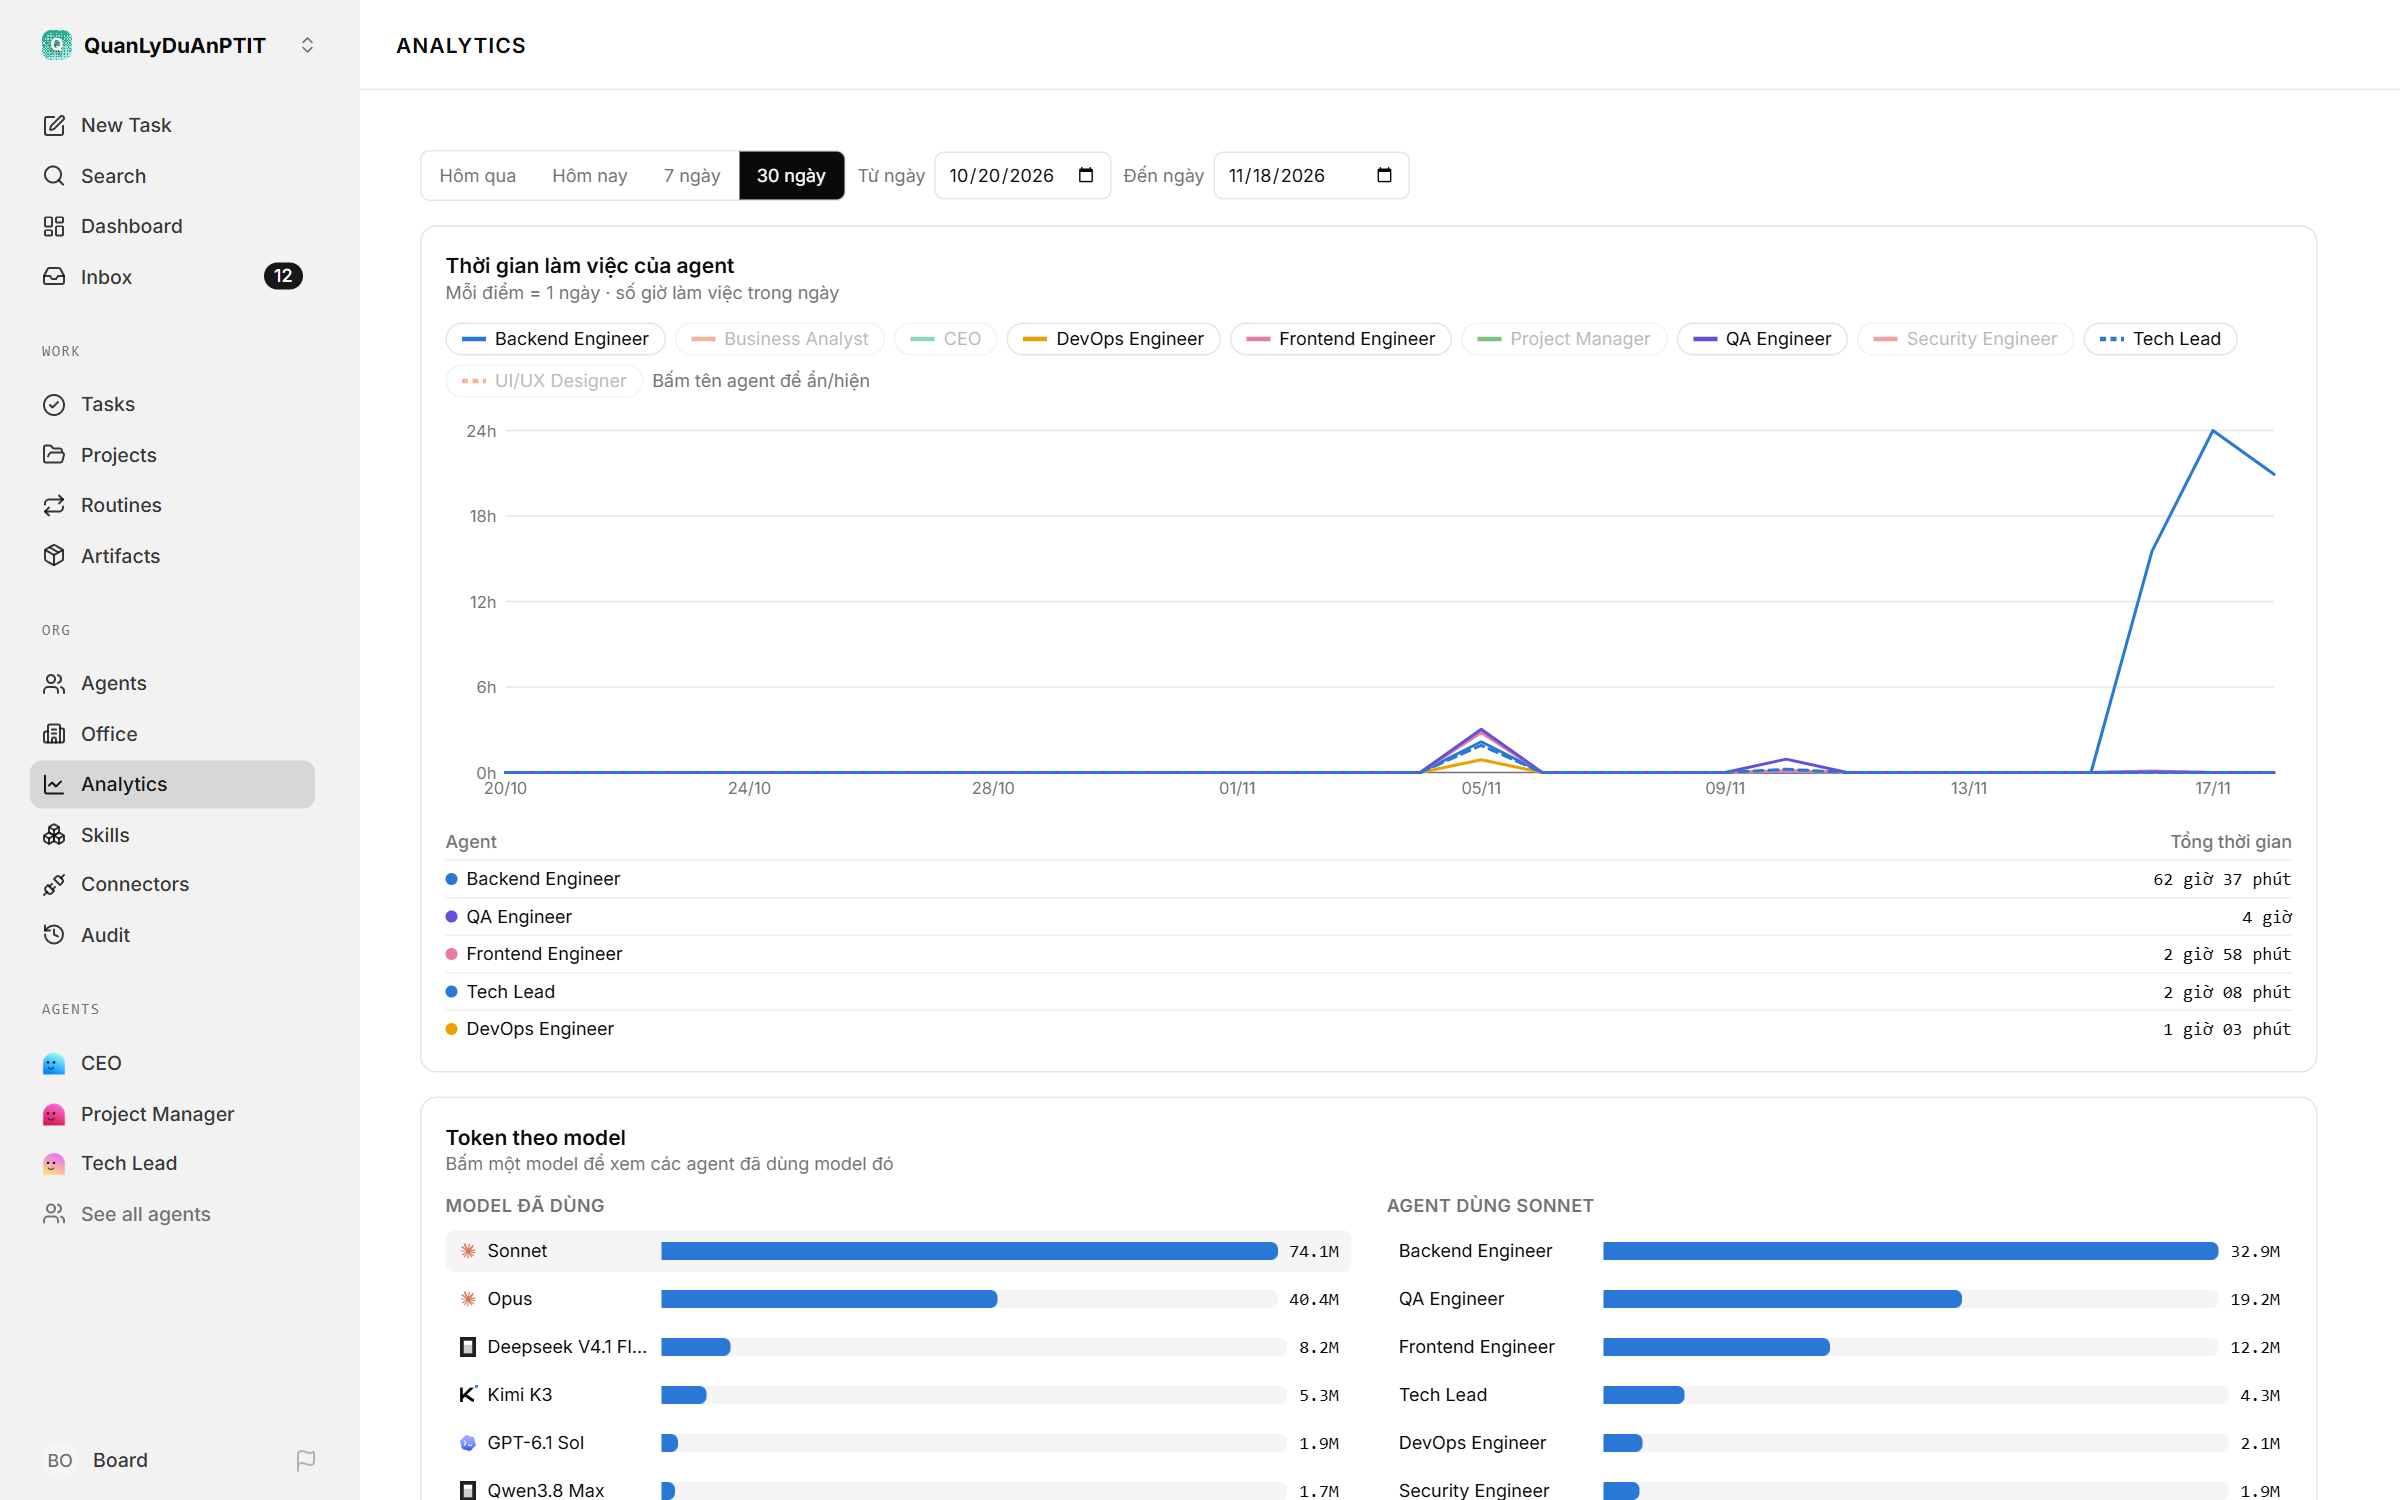 QuanLyDuAnPTIT
New Task
Search
Dashboard
Inbox 12
WORK
Tasks
Projects
Routines
Artifacts
ORG
Agents
Office
Analytics
Skills
Connectors
Audit
AGENTS
CEO
Project Manager
Tech Lead
See all agents
BO Board
ANALYTICS
Hôm qua Hôm nay 7 ngày 30 ngày Từ ngày 10/20/2026 Đến ngày 11/18/2026
Thời gian làm việc của agent
Mỗi điểm = 1 ngày · số giờ làm việc trong ngày
Backend Engineer Business Analyst CEO DevOps Engineer Frontend Engineer Project Manager QA Engineer Security Engineer Tech Lead
UI/UX Designer Bấm tên agent để ẩn/hiện
24h
18h
12h
6h
0h
20/10 24/10 28/10 01/11 05/11 09/11 13/11 17/11
Agent Tổng thời gian
Backend Engineer 62 giờ 37 phút
QA Engineer 4 giờ
Frontend Engineer 2 giờ 58 phút
Tech Lead 2 giờ 08 phút
DevOps Engineer 1 giờ 03 phút
Token theo model
Bấm một model để xem các agent đã dùng model đó
MODEL ĐÃ DÙNG
Sonnet 74.1M
Opus 40.4M
Deepseek V4.1 Fl... 8.2M
Kimi K3 5.3M
GPT-6.1 Sol 1.9M
Qwen3.8 Max 1.7M
AGENT DÙNG SONNET
Backend Engineer 32.9M
QA Engineer 19.2M
Frontend Engineer 12.2M
Tech Lead 4.3M
DevOps Engineer 2.1M
Security Engineer 1.9M